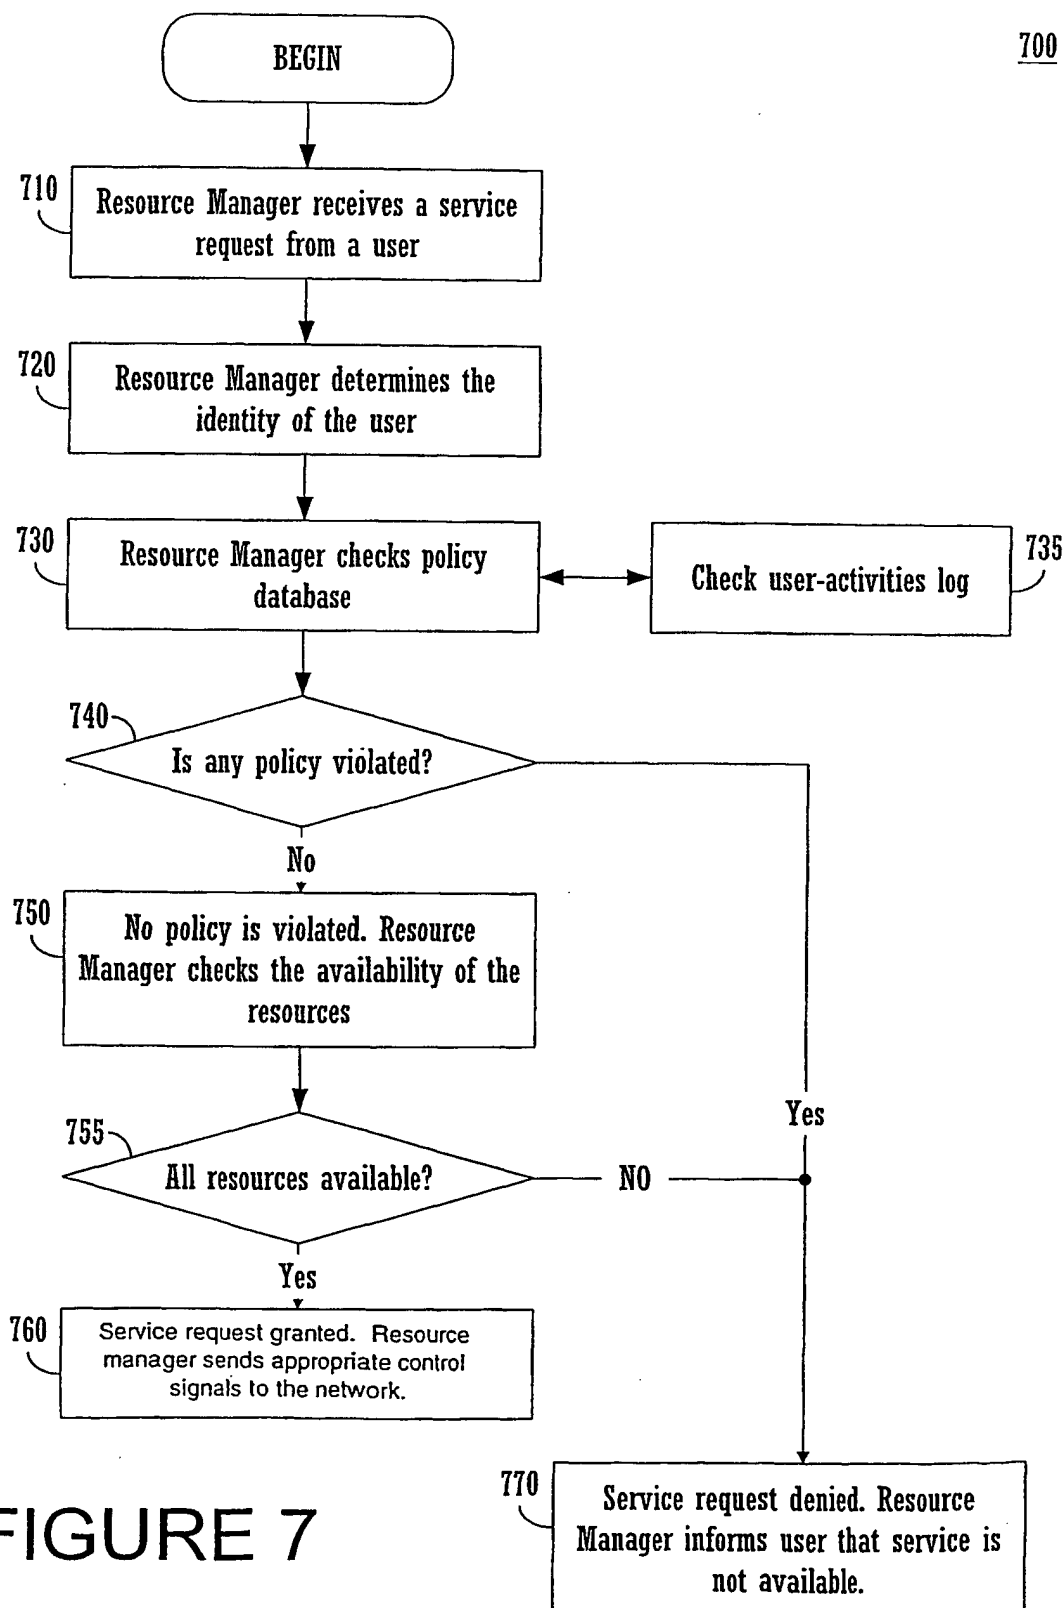 BEGIN
700
710
Resource Manager receives a service
request from a user
720
Resource Manager determines the
identity of the user
730
Resource Manager checks policy
database
Check user-activities log
735
740
Is any policy violated?
No
750
No policy is violated. Resource
Manager checks the availability of the
resources
Yes
755
All resources available?
NO
Yes
760
Service request granted. Resource
manager sends appropriate control
signals to the network.
770
Service request denied. Resource
Manager informs user that service is
not available.
FIGURE 7